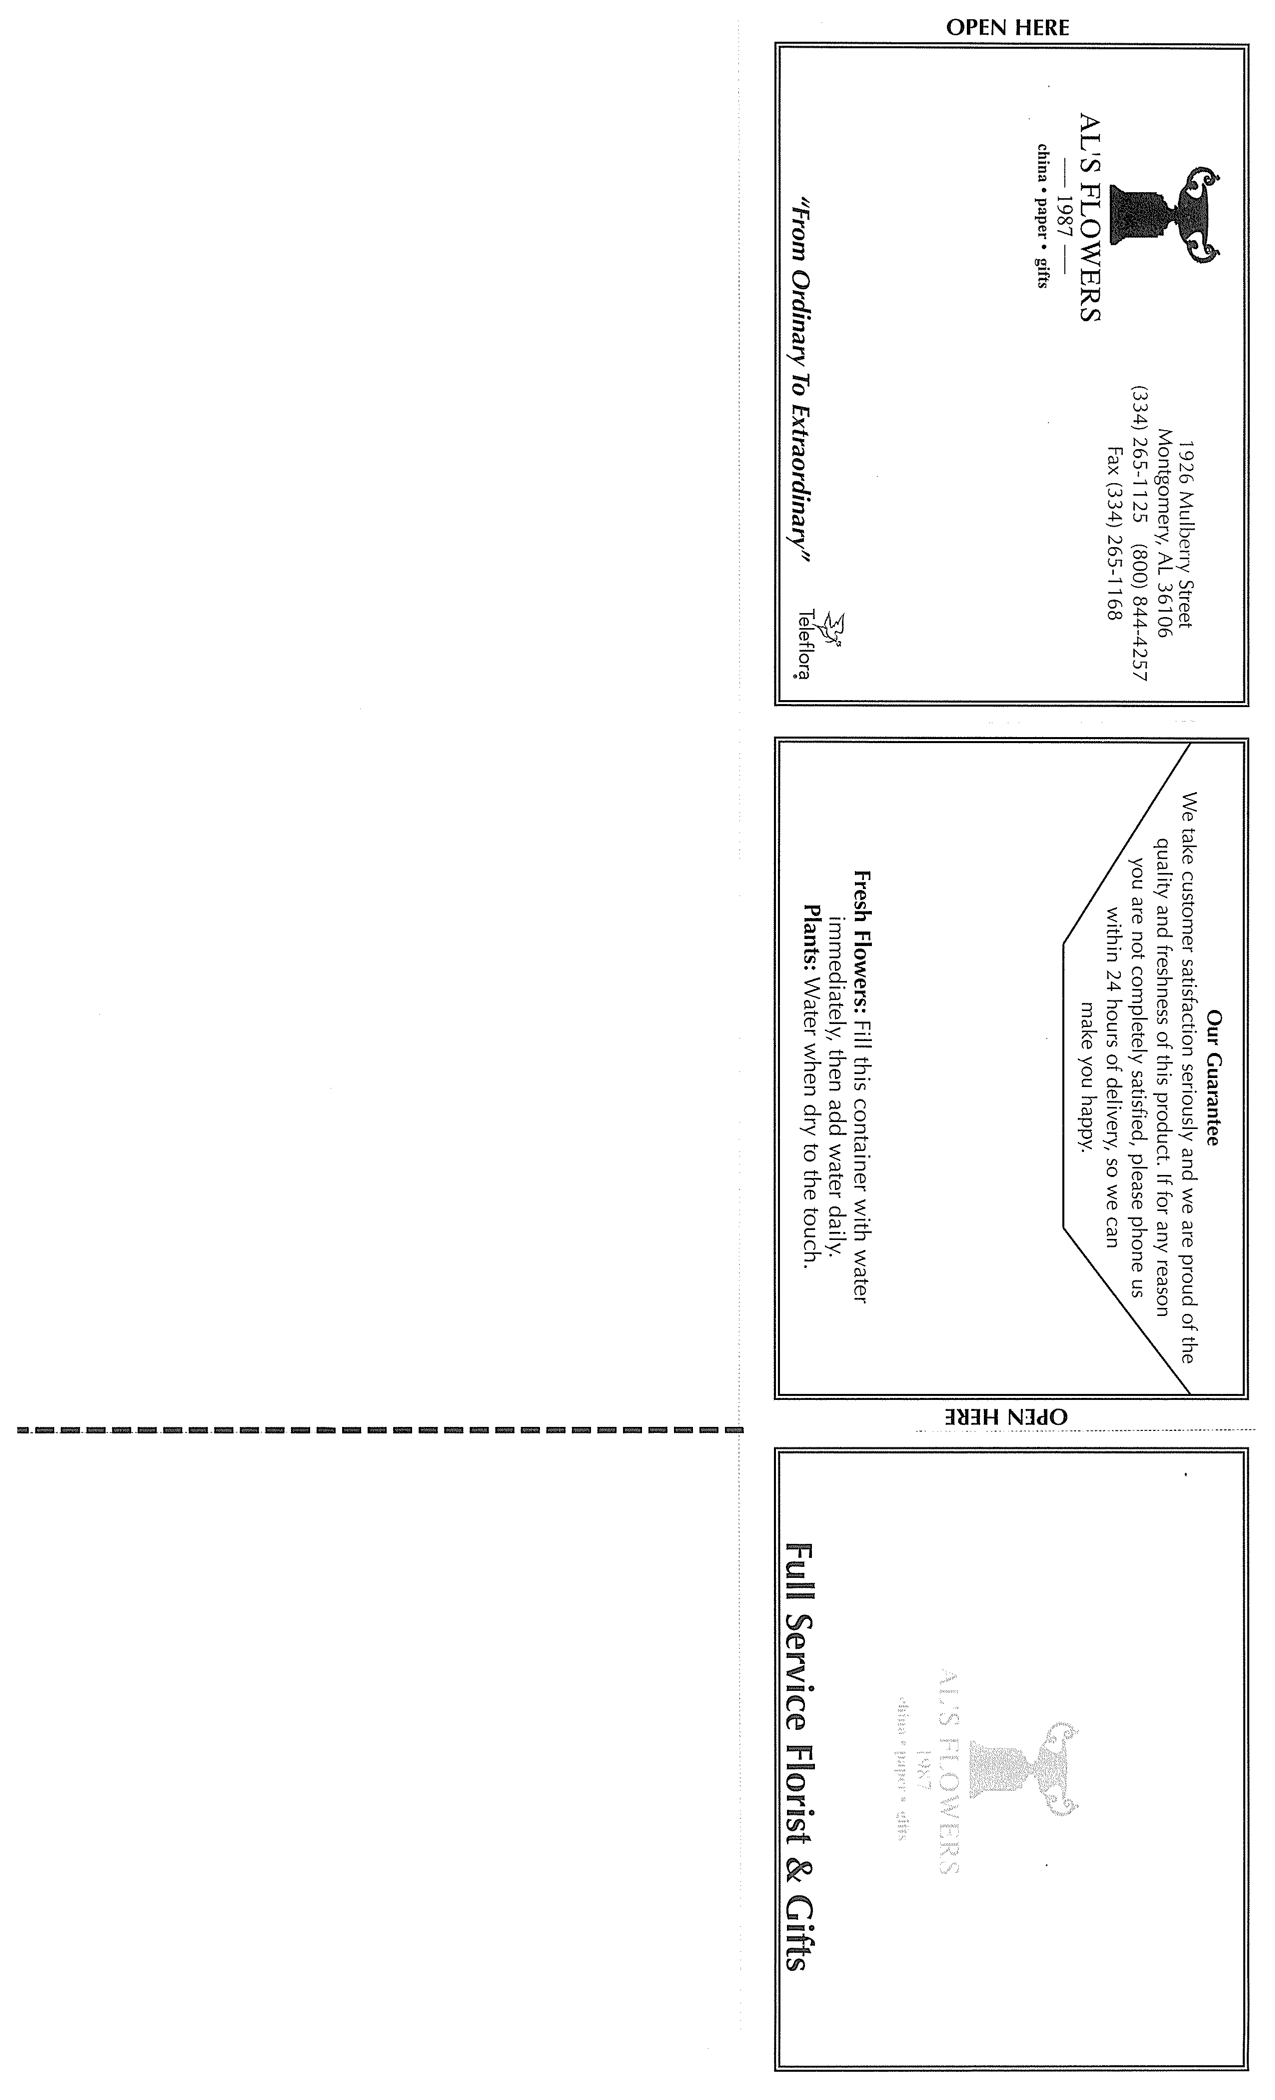 OPEN HERE
AL'S FLOWERS
1987
china • paper • gifts
1926 Mulberry Street
Montgomery, AL 36106
(334) 265-1125 (800) 844-4257
Fax (334) 265-1168
"From Ordinary To Extraordinary"
Teleflora®
Our Guarantee
We take customer satisfaction seriously and we are proud of the
quality and freshness of this product. If for any reason
you are not completely satisfied, please phone us
within 24 hours of delivery, so we can
make you happy.
Fresh Flowers: Fill this container with water
immediately, then add water daily.
Plants: Water when dry to the touch.
OPEN HERE
AL'S FLOWERS
1987
china • paper • gifts
Full Service Florist & Gifts